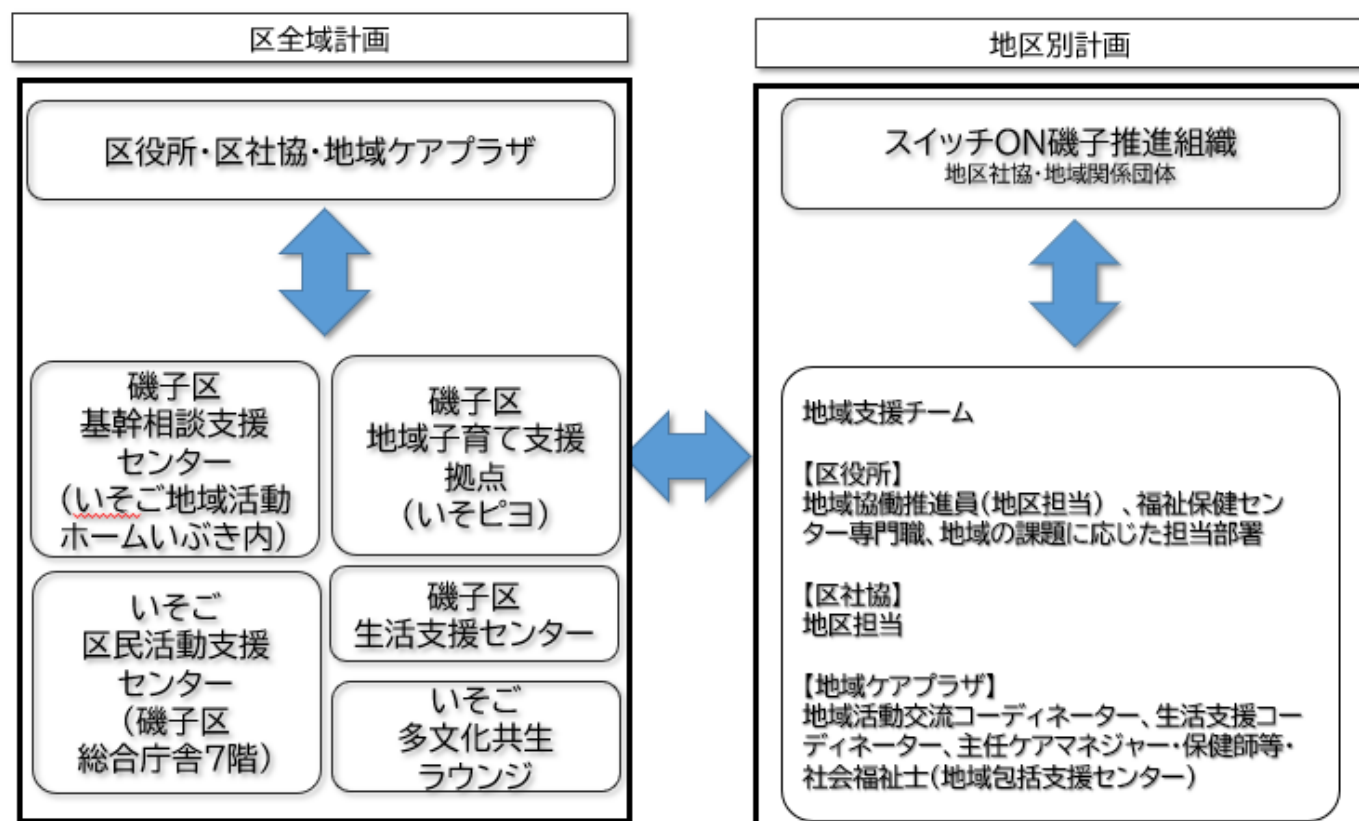 区全域計画
区役所・区社協・地域ケアプラザ
磯子区
基幹相談支援
センター
（いそご地域活動
ホームいぶき内）
磯子区
地域子育て支援
拠点
（いそピヨ）
いそご
区民活動支援
センター
（磯子区
総合庁舎7階）
磯子区
生活支援センター
いそご
多文化共生
ラウンジ
地区別計画
スイッチON磯子推進組織
地区社協・地域関係団体
地域支援チーム
【区役所】
地域協働推進員（地区担当）、福祉保健セン
ター専門職、地域の課題に応じた担当部署
【区社協】
地区担当
【地域ケアプラザ】
地域活動交流コーディネーター、生活支援コー
ディネーター、主任ケアマネジャー・保健師等・
社会福祉士（地域包括支援センター）